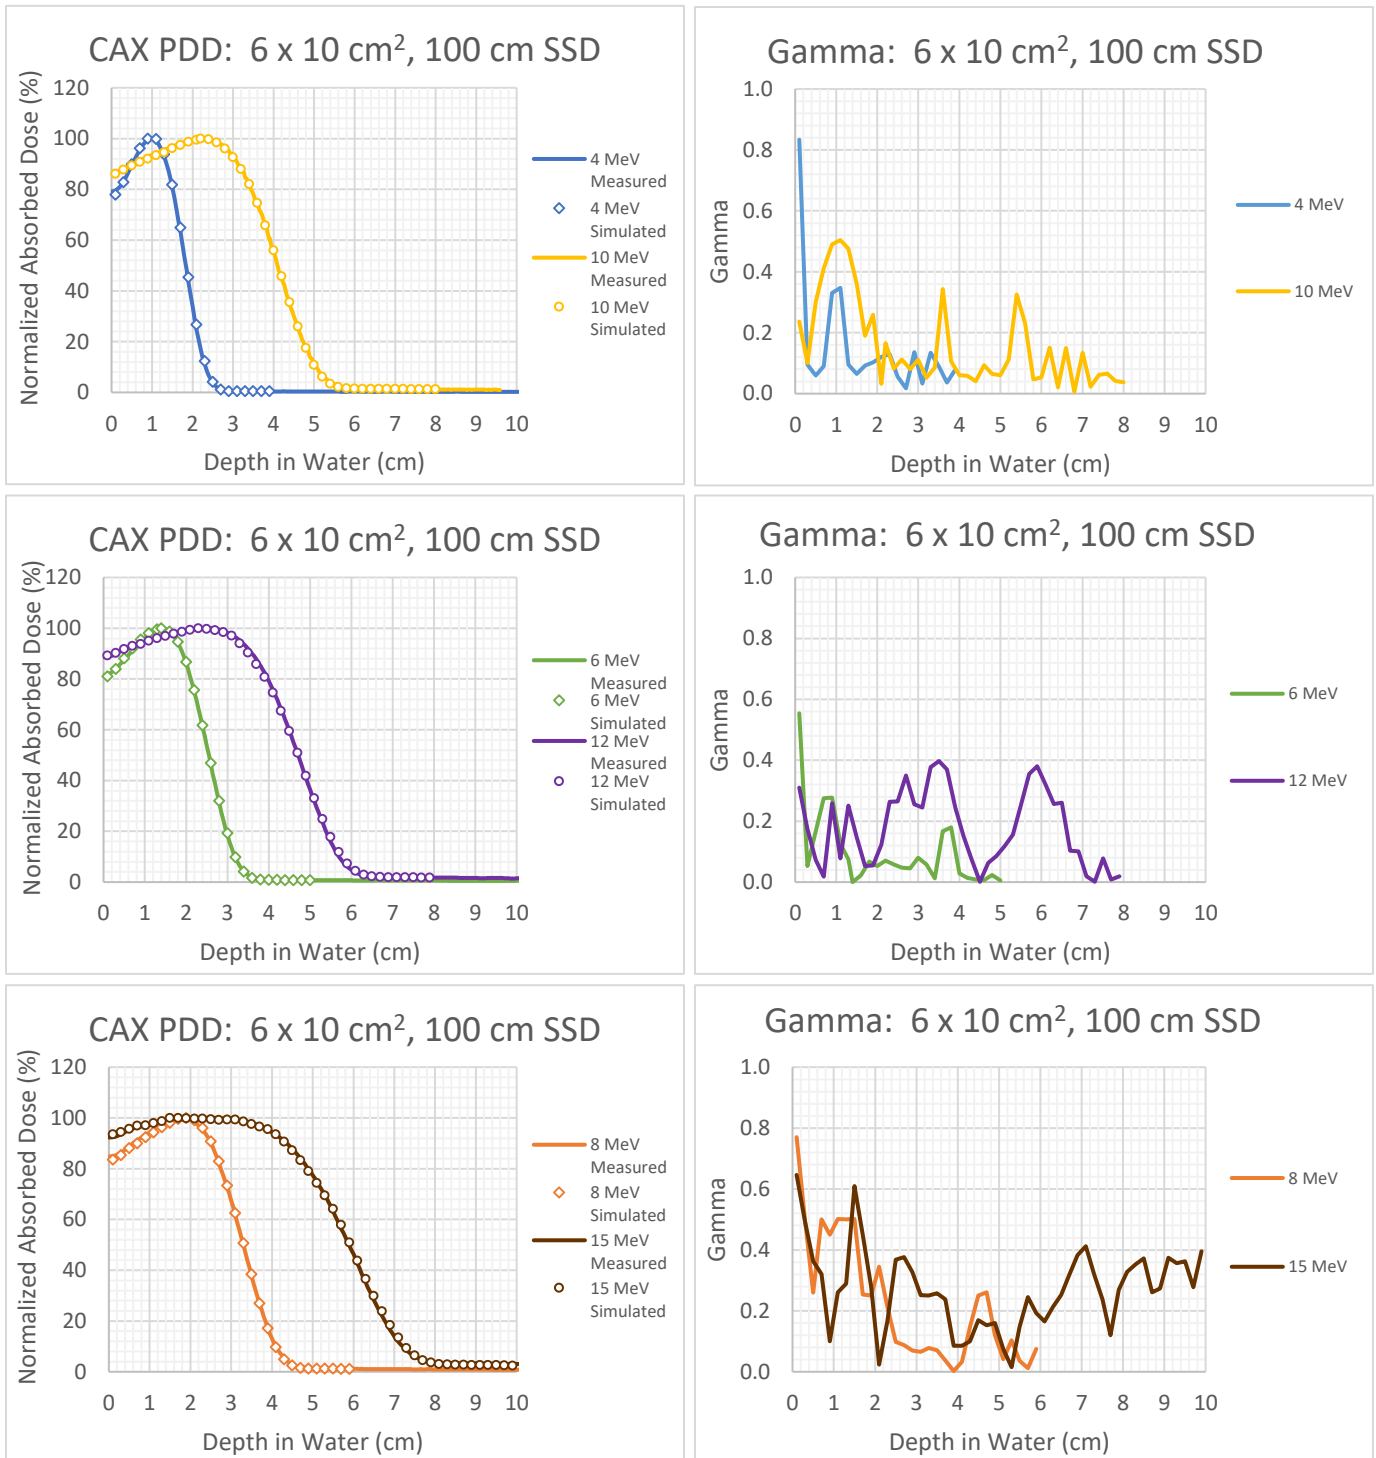 CAX PDD:  6 x 10 cm², 100 cm SSD
Normalized Absorbed Dose (%)
120
100
80
60
40
20
0
0 1 2 3 4 5 6 7 8 9 10
Depth in Water (cm)
4 MeV
Measured
4 MeV
Simulated
10 MeV
Measured
10 MeV
Simulated
Gamma:  6 x 10 cm², 100 cm SSD
Gamma
1.0
0.8
0.6
0.4
0.2
0.0
0 1 2 3 4 5 6 7 8 9 10
Depth in Water (cm)
4 MeV
10 MeV
CAX PDD:  6 x 10 cm², 100 cm SSD
Normalized Absorbed Dose (%)
120
100
80
60
40
20
0
0 1 2 3 4 5 6 7 8 9 10
Depth in Water (cm)
6 MeV
Measured
6 MeV
Simulated
12 MeV
Measured
12 MeV
Simulated
Gamma:  6 x 10 cm², 100 cm SSD
Gamma
1.0
0.8
0.6
0.4
0.2
0.0
0 1 2 3 4 5 6 7 8 9 10
Depth in Water (cm)
6 MeV
12 MeV
CAX PDD:  6 x 10 cm², 100 cm SSD
Normalized Absorbed Dose (%)
120
100
80
60
40
20
0
0 1 2 3 4 5 6 7 8 9 10
Depth in Water (cm)
8 MeV
Measured
8 MeV
Simulated
15 MeV
Measured
15 MeV
Simulated
Gamma:  6 x 10 cm², 100 cm SSD
Gamma
1.0
0.8
0.6
0.4
0.2
0.0
0 1 2 3 4 5 6 7 8 9 10
Depth in Water (cm)
8 MeV
15 MeV